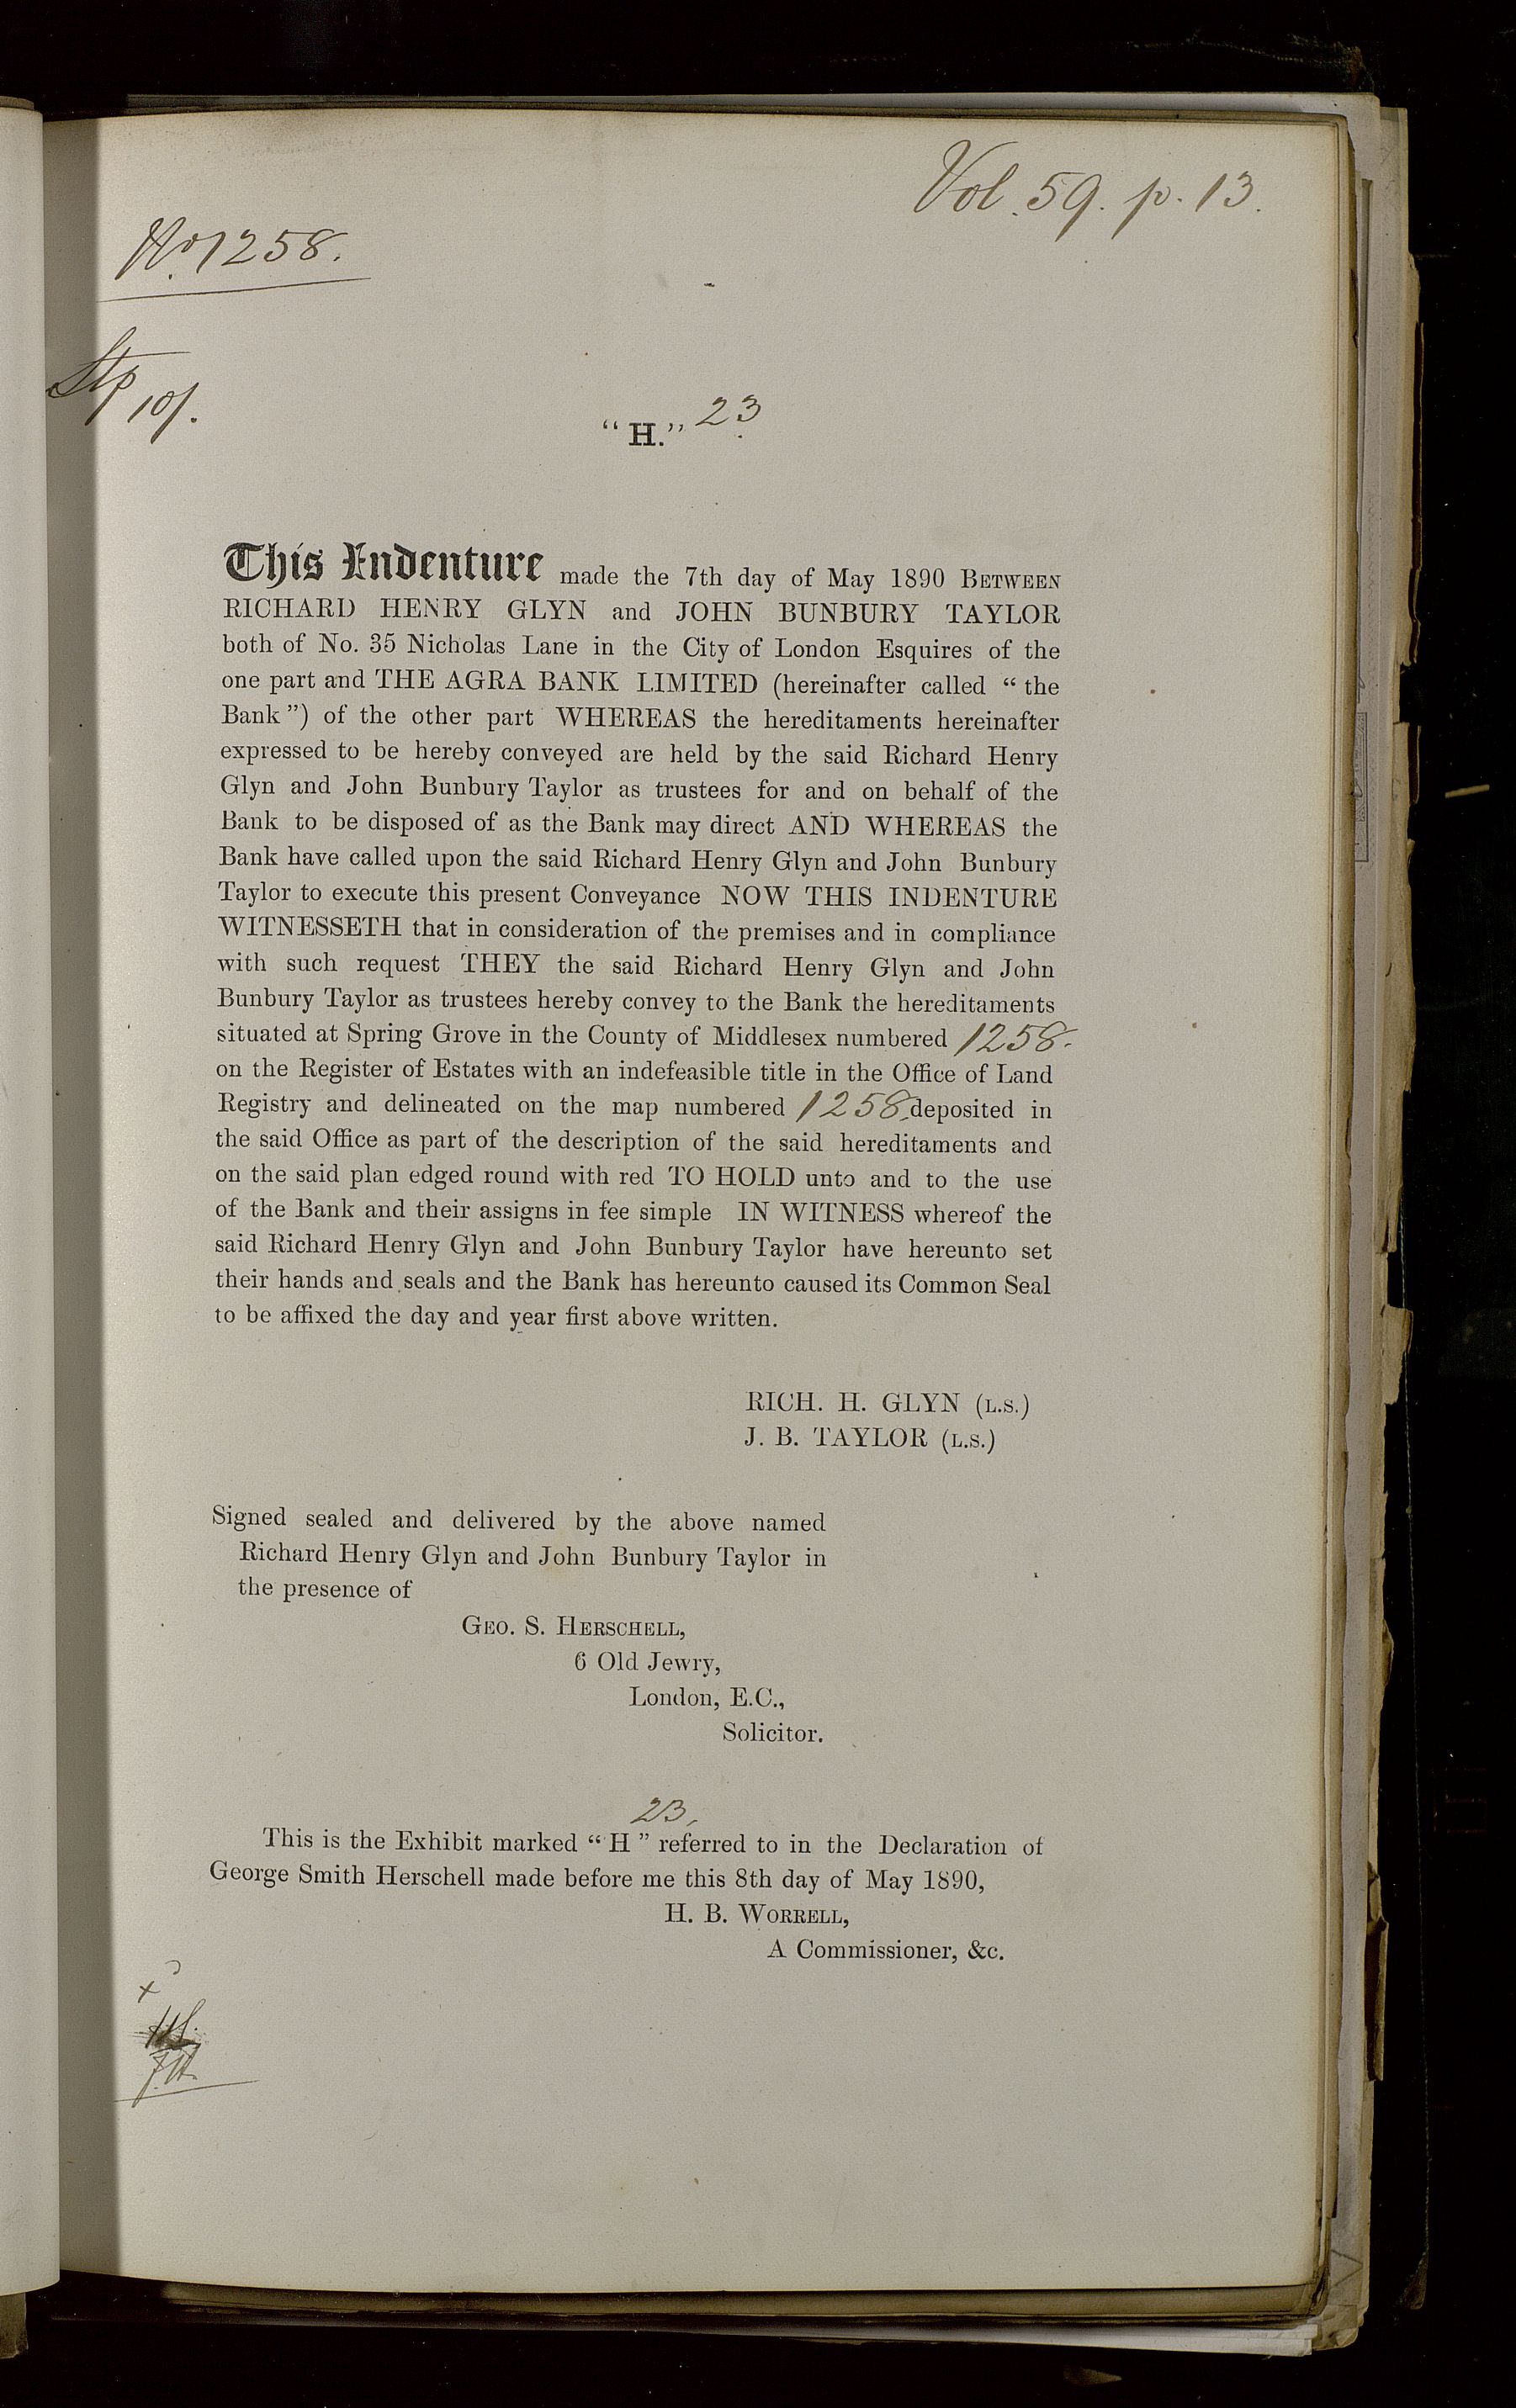 Vol. 59. p. 13.
No. 1258.
Stp
10/.
"H." 23
This Indenture made the 7th day of May 1890 BETWEEN
RICHARD HENRY GLYN and JOHN BUNBURY TAYLOR
both of No. 35 Nicholas Lane in the City of London Esquires of the
one part and THE AGRA BANK LIMITED (hereinafter called "the
Bank") of the other part WHEREAS the hereditaments hereinafter
expressed to be hereby conveyed are held by the said Richard Henry
Glyn and John Bunbury Taylor as trustees for and on behalf of the
Bank to be disposed of as the Bank may direct AND WHEREAS the
Bank have called upon the said Richard Henry Glyn and John Bunbury
Taylor to execute this present Conveyance NOW THIS INDENTURE
WITNESSETH that in consideration of the premises and in compliance
with such request THEY the said Richard Henry Glyn and John
Bunbury Taylor as trustees hereby convey to the Bank the hereditaments
situated at Spring Grove in the County of Middlesex numbered 1258.
on the Register of Estates with an indefeasible title in the Office of Land
Registry and delineated on the map numbered 1258. deposited in
the said Office as part of the description of the said hereditaments and
on the said plan edged round with red TO HOLD unto and to the use
of the Bank and their assigns in fee simple IN WITNESS whereof the
said Richard Henry Glyn and John Bunbury Taylor have hereunto set
their hands and seals and the Bank has hereunto caused its Common Seal
to be affixed the day and year first above written.
RICH. H. GLYN (L.S.)
J. B. TAYLOR (L.S.)
Signed sealed and delivered by the above named
Richard Henry Glyn and John Bunbury Taylor in
the presence of
GEO. S. HERSCHELL,
6 Old Jewry,
London, E.C.,
Solicitor.
23.
This is the Exhibit marked "H" referred to in the Declaration of
George Smith Herschell made before me this 8th day of May 1890,
H. B. WORRELL,
A Commissioner, &c.